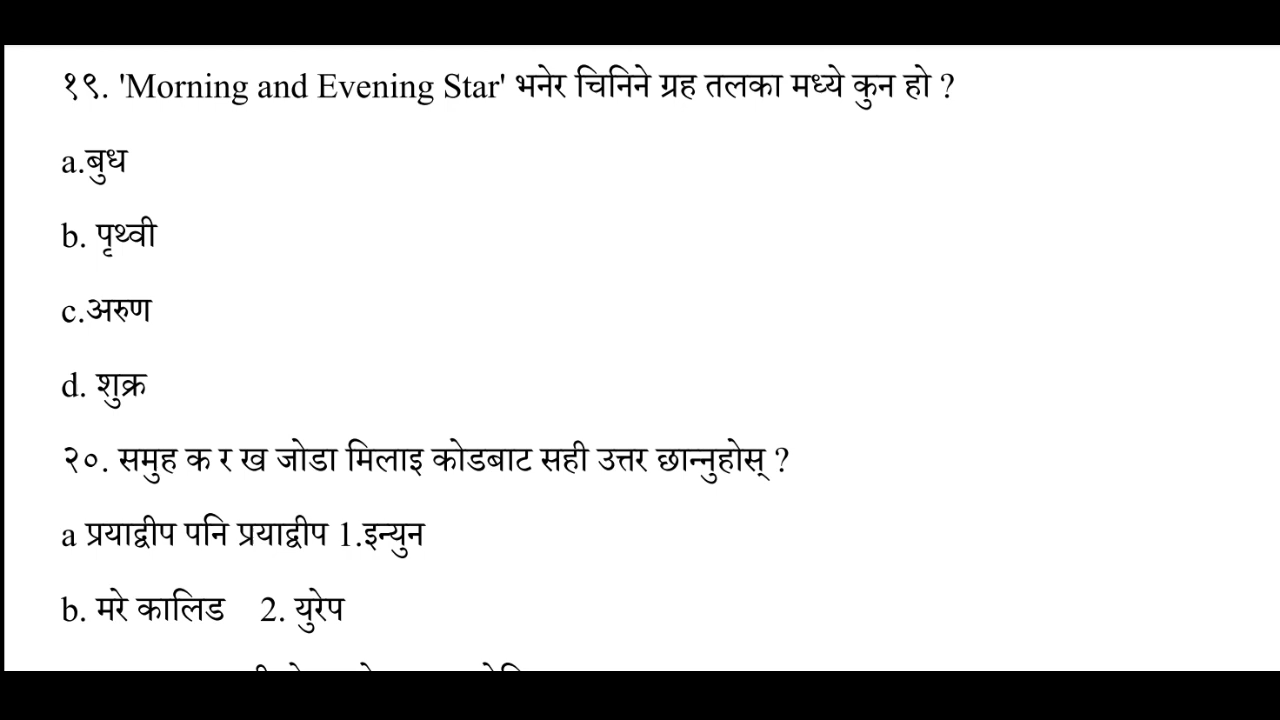 १९. 'Morning and Evening Star' भनेर चिनिने ग्रह तलका मध्ये कुन हो ?
a.बुध
b. पृथ्वी
c.अरुण
d. शुक्र
२०. समुह क र ख जोडा मिलाइ कोडबाट सही उत्तर छान्नुहोस् ?
a प्रयाद्वीप पनि प्रयाद्वीप 1.इन्युन
b. मरे कालिड 2. युरेप